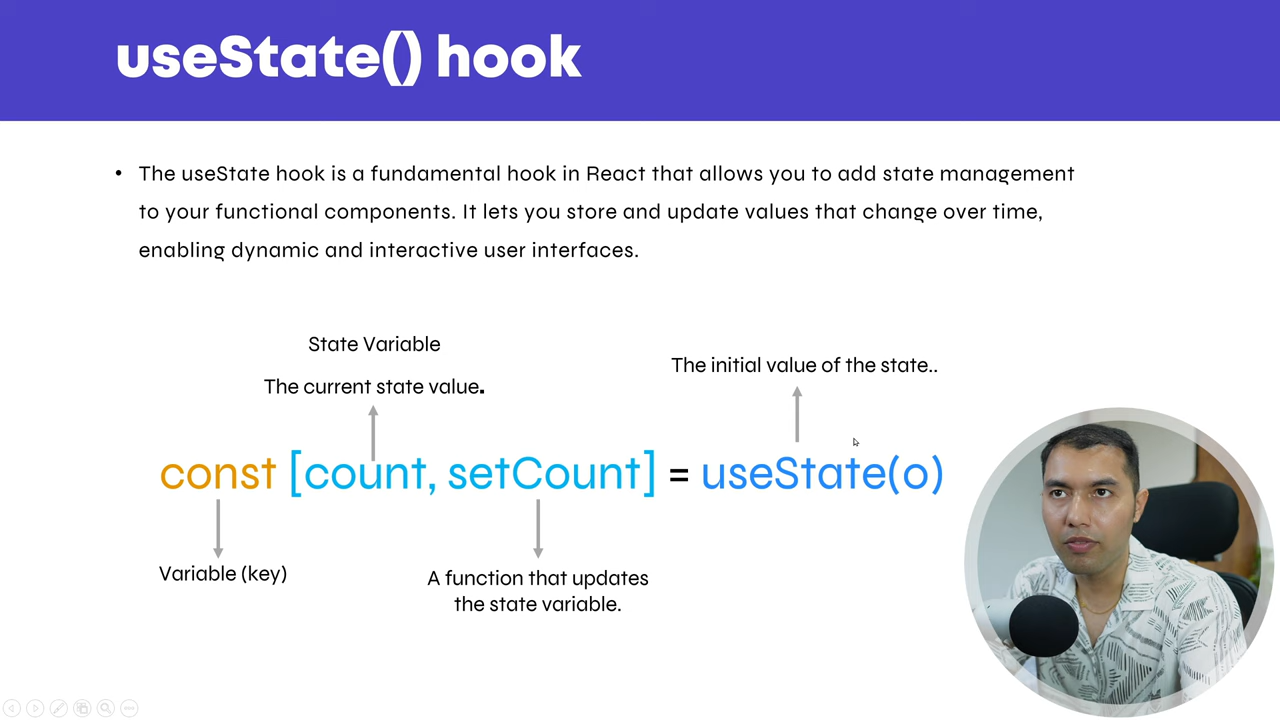 useState() hook
• The useState hook is a fundamental hook in React that allows you to add state management
to your functional components. It lets you store and update values that change over time,
enabling dynamic and interactive user interfaces.
State Variable
The current state value.
The initial value of the state..
const [count, setCount] = useState(o)
Variable (key)
A function that updates
the state variable.